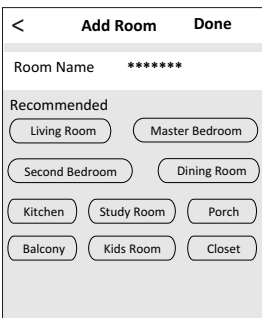 < Add Room Done
Room Name *******
Recommended
Living Room Master Bedroom
Second Bedroom Dining Room
Kitchen Study Room Porch
Balcony Kids Room Closet